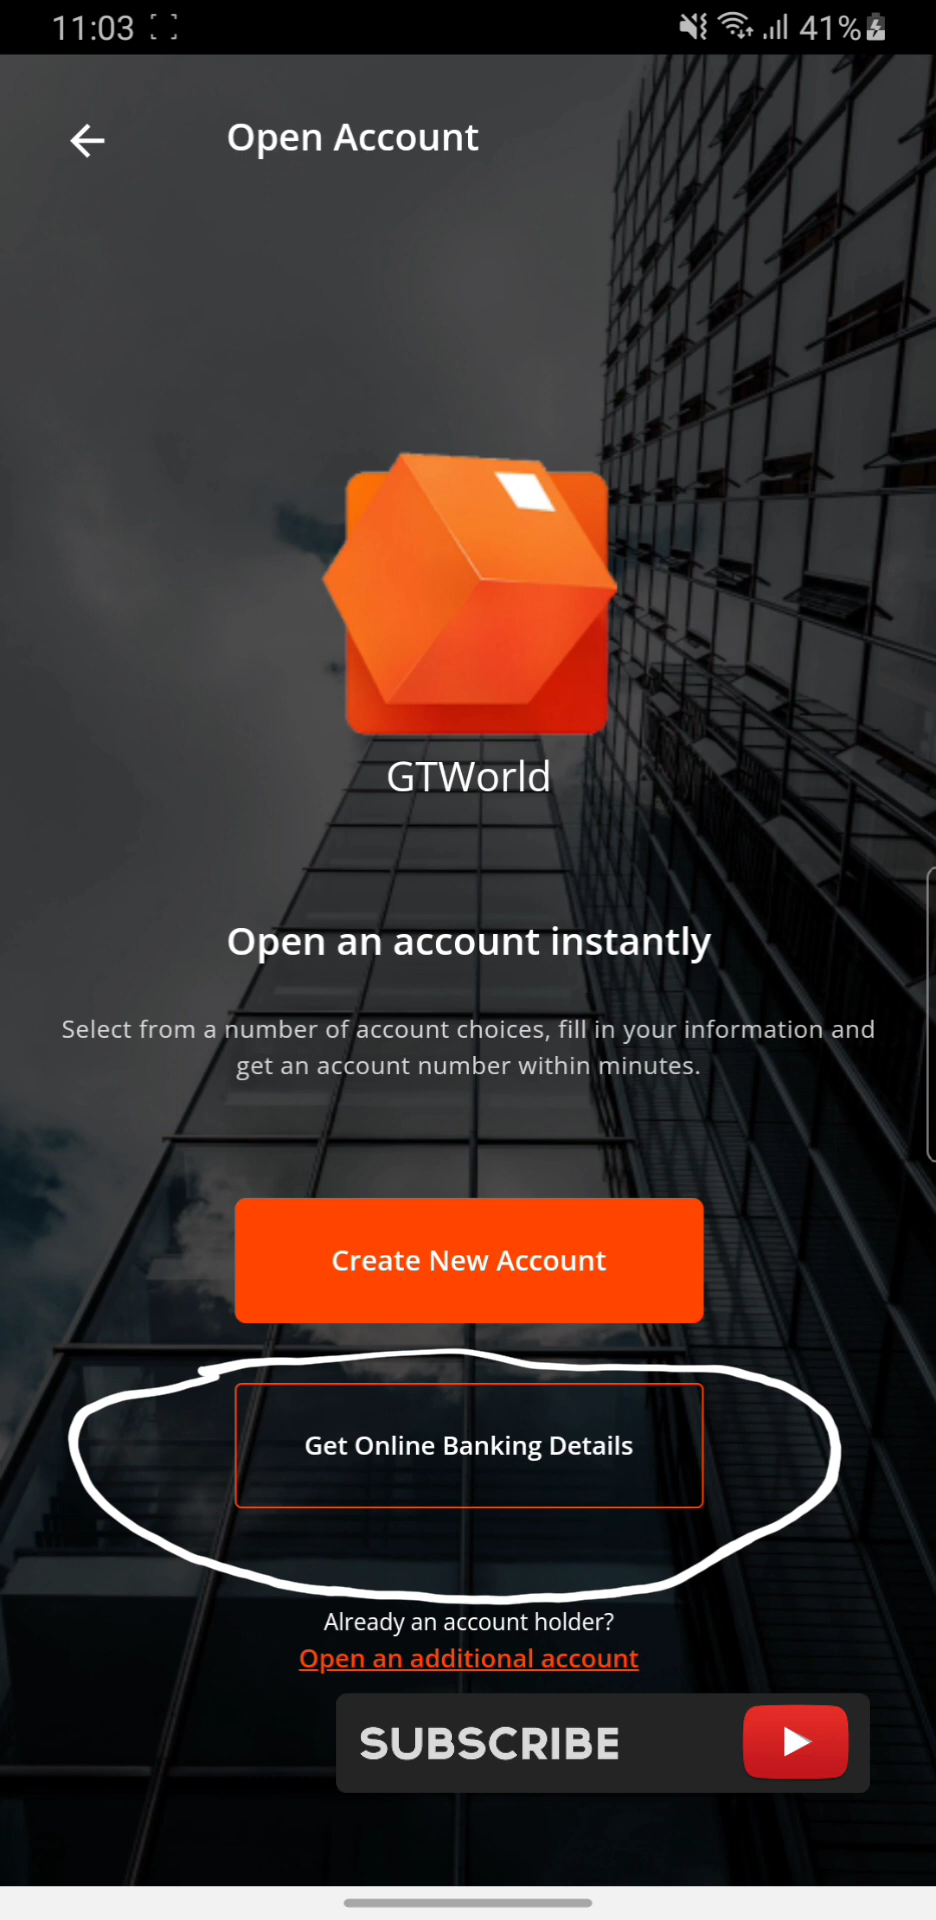 11:03 41%
Open Account
GTWorld
Open an account instantly
Select from a number of account choices, fill in your information and
get an account number within minutes.
Create New Account
Get Online Banking Details
Already an account holder?
Open an additional account
SUBSCRIBE